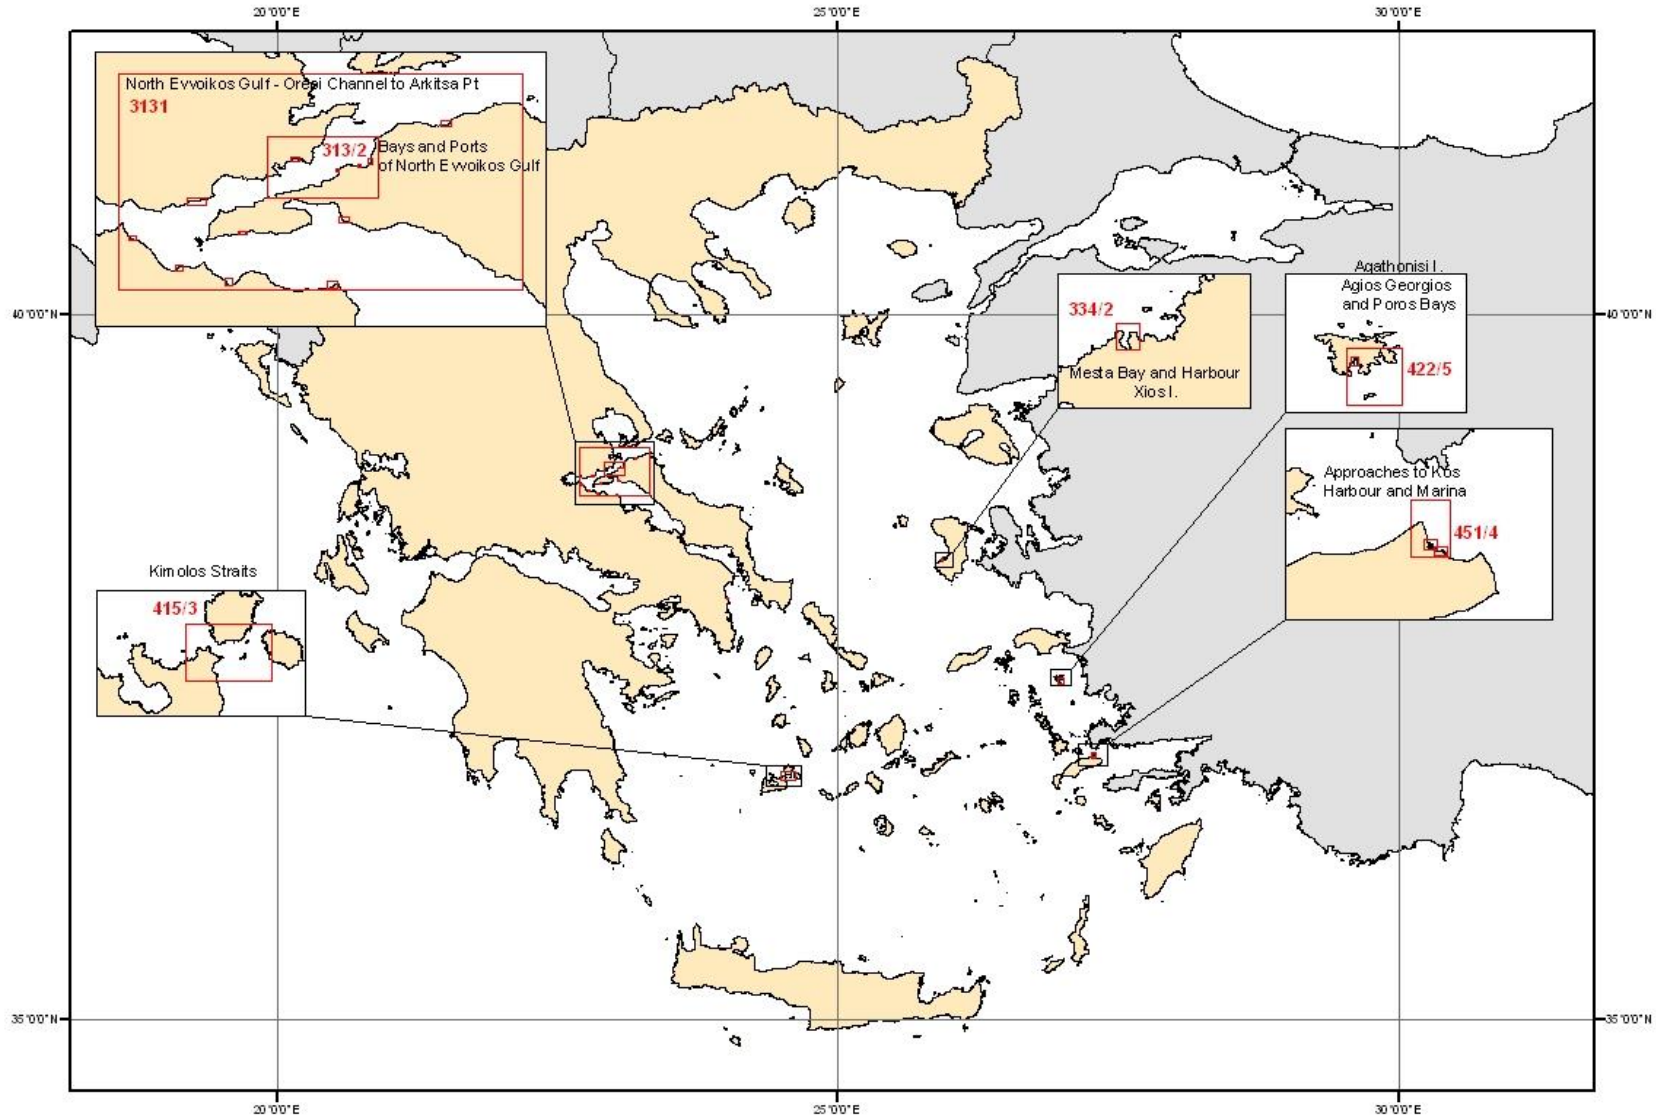 20°0'0"E
25°0'0"E
30°0'0"E
North Evvoikos Gulf - Oreoi Channel to Arkitsa Pt
3131
313/2
Bays and Ports
of North Evvoikos Gulf
40°0'0"N
40°0'0"N
334/2
Mesta Bay and Harbour
Xios I.
Agathonisi I.
Agios Georgios
and Poros Bays
422/5
Approaches to Kos
Harbour and Marina
451/4
Kimolos Straits
415/3
35°0'0"N
35°0'0"N
20°0'0"E
25°0'0"E
30°0'0"E